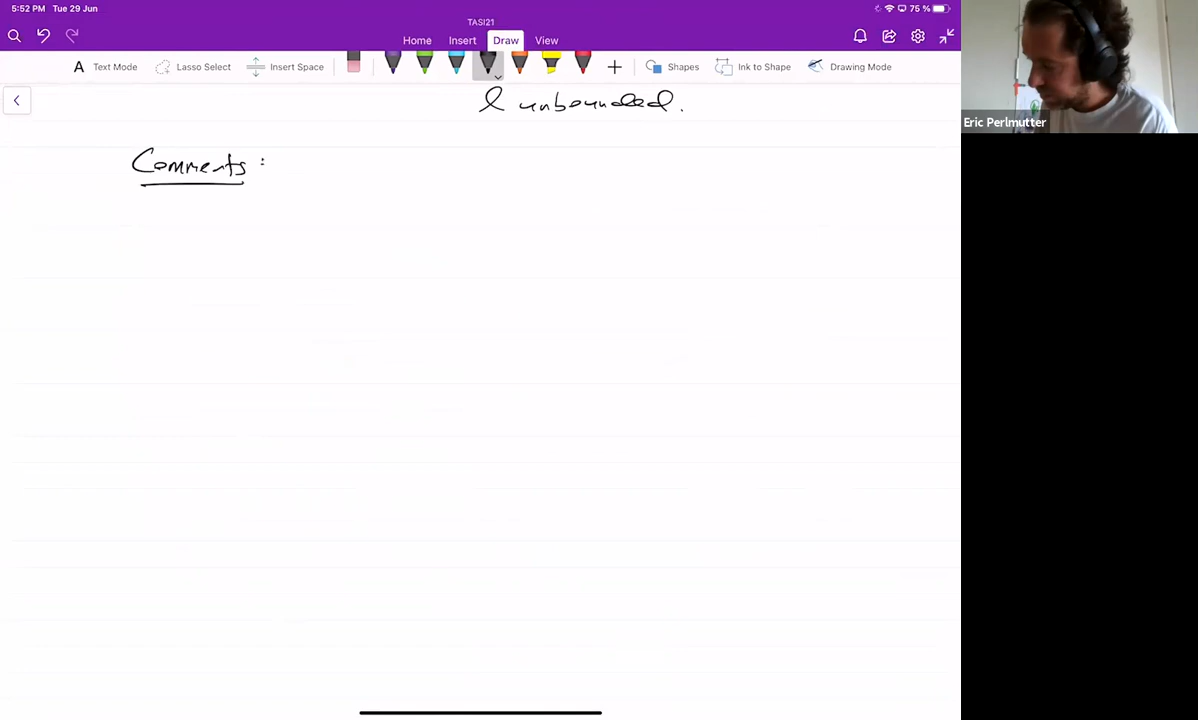 5:52 PM Tue 29 Jun
75 %
TASI21
Home Insert Draw View
A Text Mode Lasso Select Insert Space Shapes Ink to Shape Drawing Mode
l unbounded.
Eric Perlmutter
Comments :